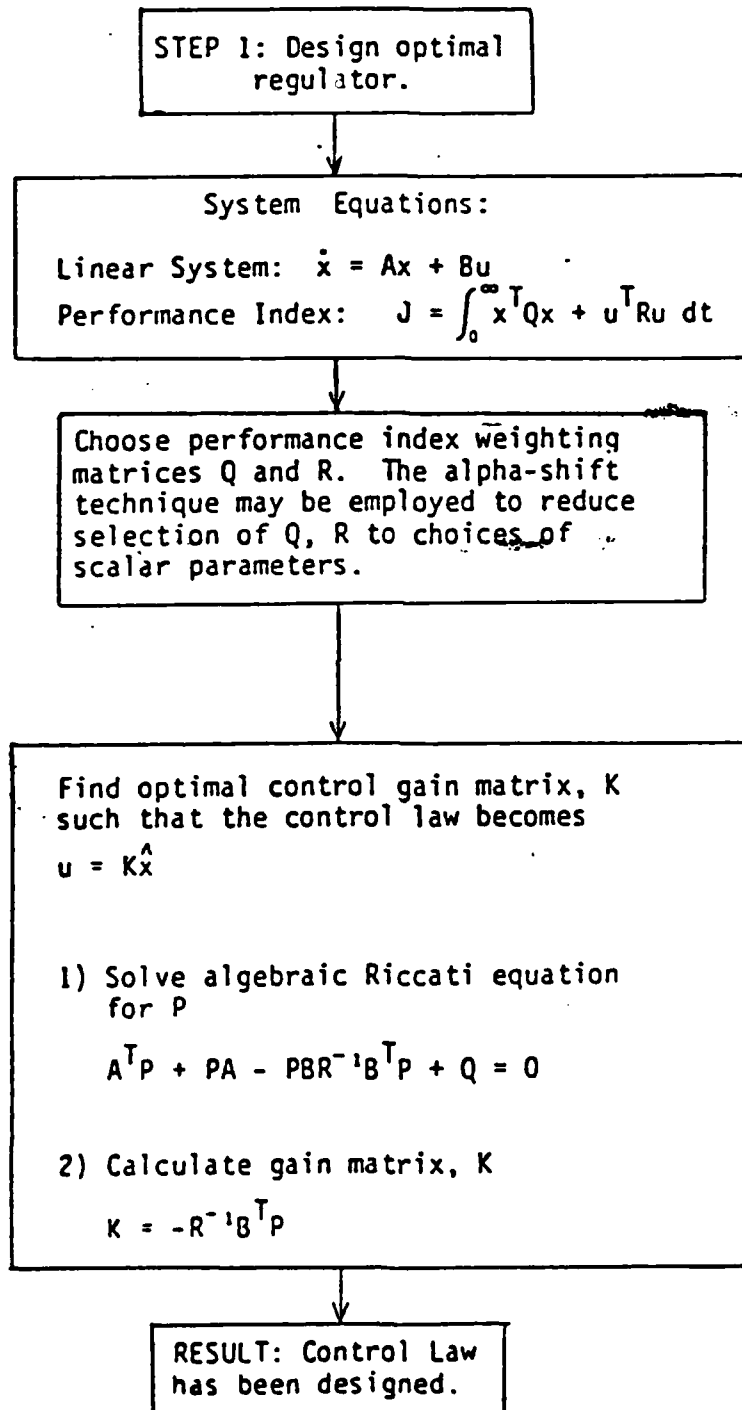 STEP 1: Design optimal
regulator.
System Equations:
Linear System: ẋ = Ax + Bu
Performance Index: J = ∫₀^∞ xᵀQx + uᵀRu dt
Choose performance index weighting
matrices Q and R. The alpha-shift
technique may be employed to reduce
selection of Q, R to choices of
scalar parameters.
Find optimal control gain matrix, K
such that the control law becomes
u = Kx̂
1) Solve algebraic Riccati equation
for P
AᵀP + PA - PBR⁻¹BᵀP + Q = 0
2) Calculate gain matrix, K
K = -R⁻¹BᵀP
RESULT: Control Law
has been designed.